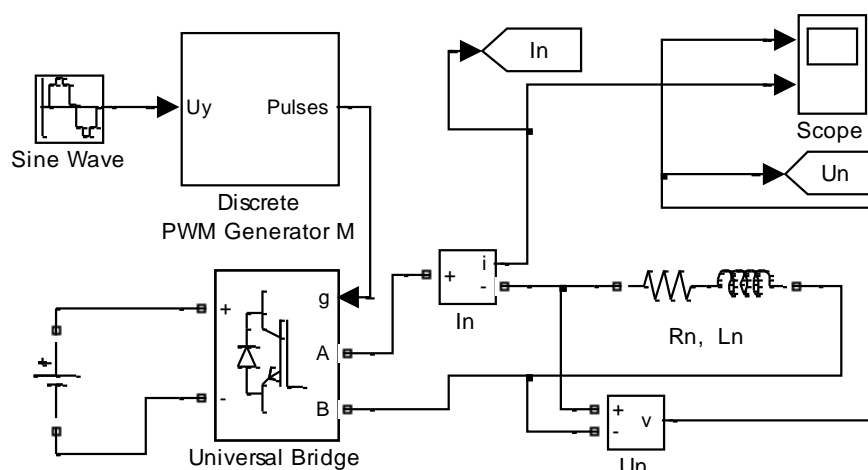 In
Scope
Un
Uy
Pulses
Sine Wave
Discrete
PWM Generator M
+
i
-
In
Rn, Ln
+
g
A
-
B
+
+
v
-
Universal Bridge
Un